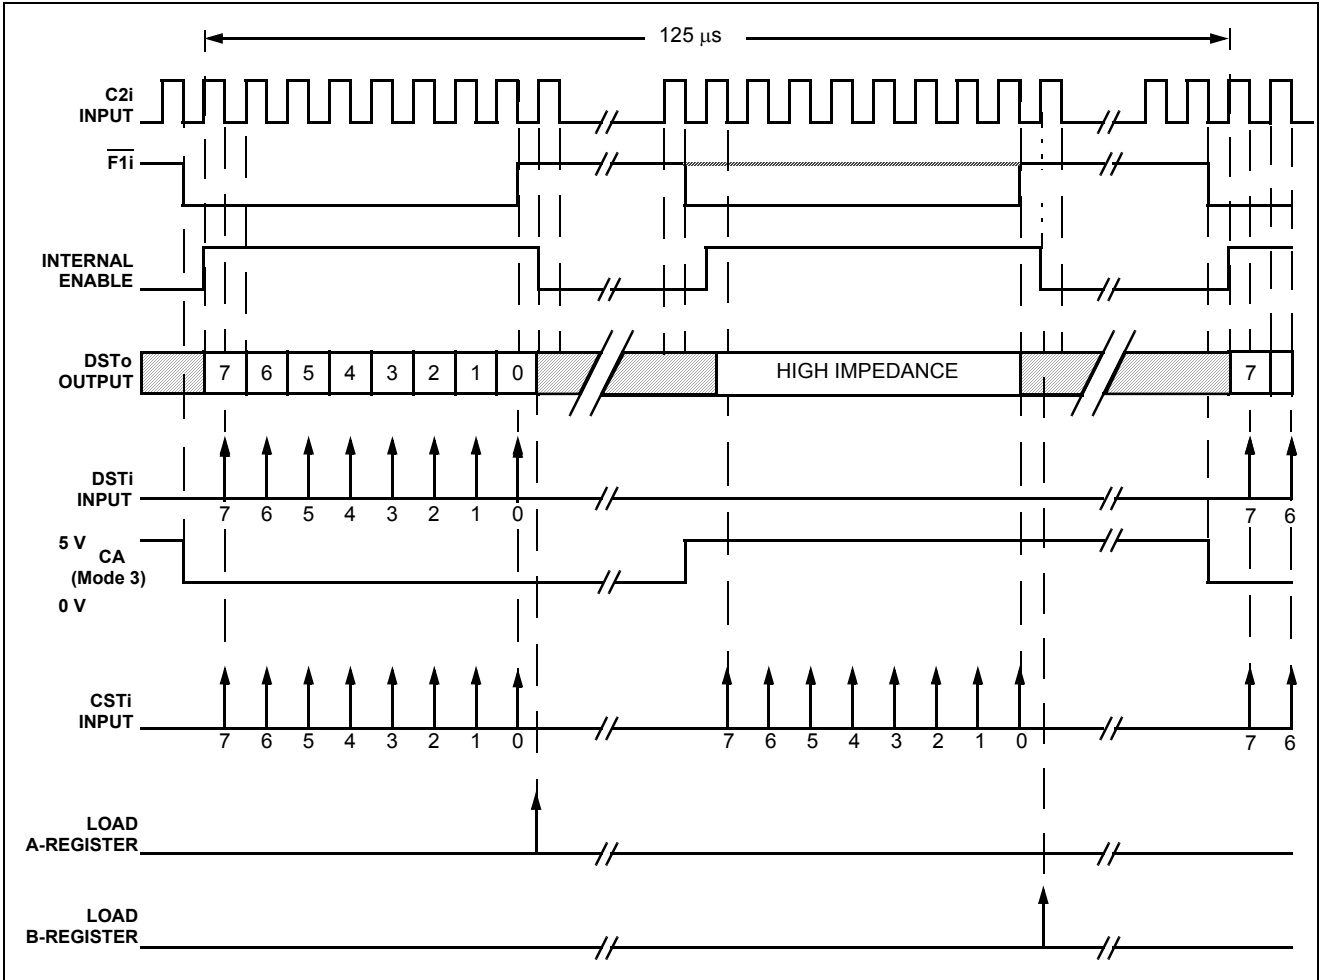 125 μs
C2i
INPUT
F1i
INTERNAL
ENABLE
DSTo
OUTPUT
7 6 5 4 3 2 1 0 HIGH IMPEDANCE 7
DSTi
INPUT
7 6 5 4 3 2 1 0 7 6
5 V
CA
(Mode 3)
0 V
CSTi
INPUT
7 6 5 4 3 2 1 0 7 6 5 4 3 2 1 0 7 6
LOAD
A-REGISTER
LOAD
B-REGISTER